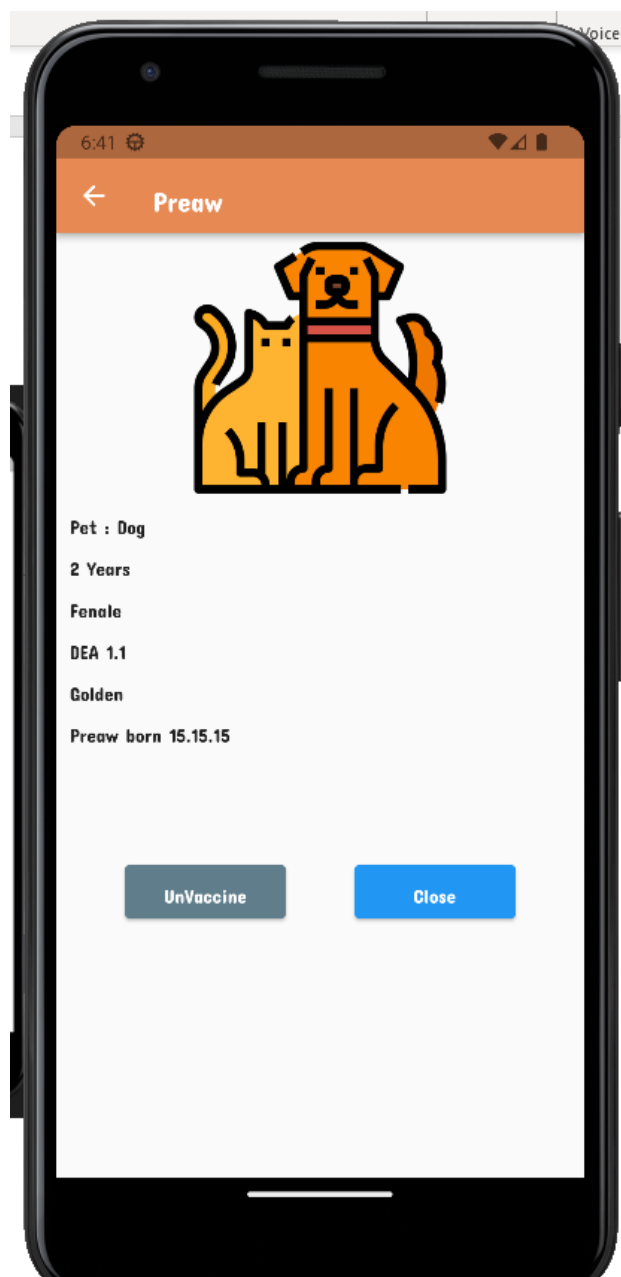 Voice
6:41
Preaw
Pet : Dog
2 Years
Fenale
DEA 1.1
Golden
Preaw born 15.15.15
UnVaccine
Close